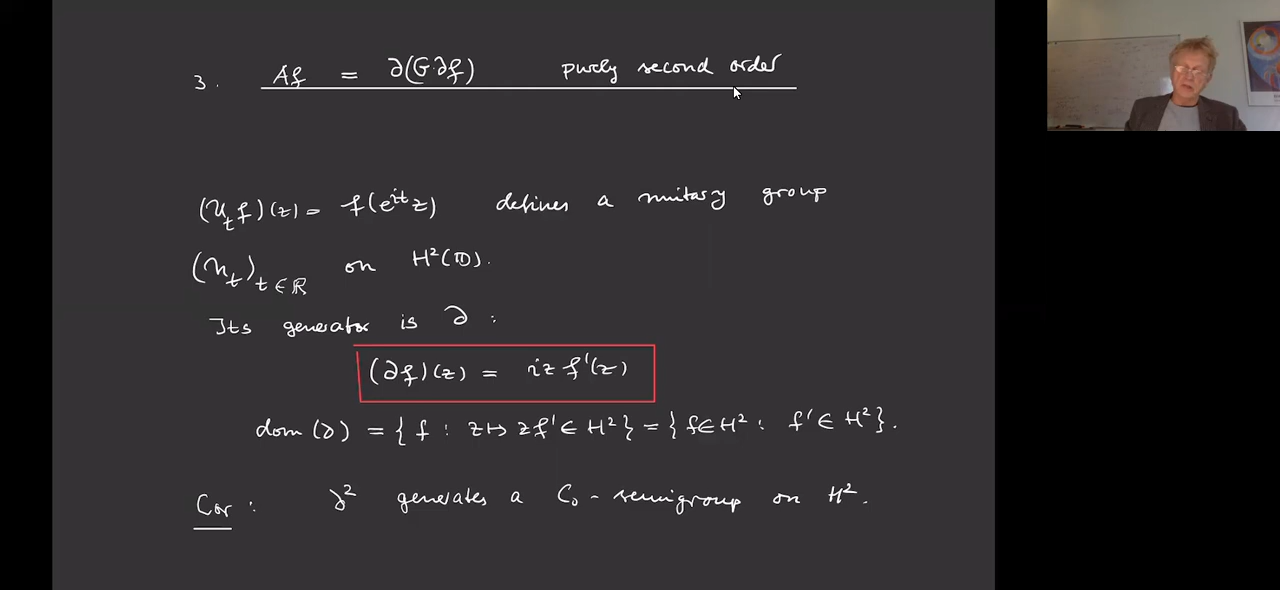 3. Af = ∂(G·∂f) purely second order
(U_t f)(z) = f(e^{it} z) defines a unitary group
(U_t)_{t∈ℝ} on H²(𝔻).
Its generator is ∂ :
(∂f)(z) = iz f'(z)
dom(∂) = { f : z ↦ z f' ∈ H² } = { f ∈ H² : f' ∈ H² }.
Cor : ∂² generates a C₀-semigroup on H².